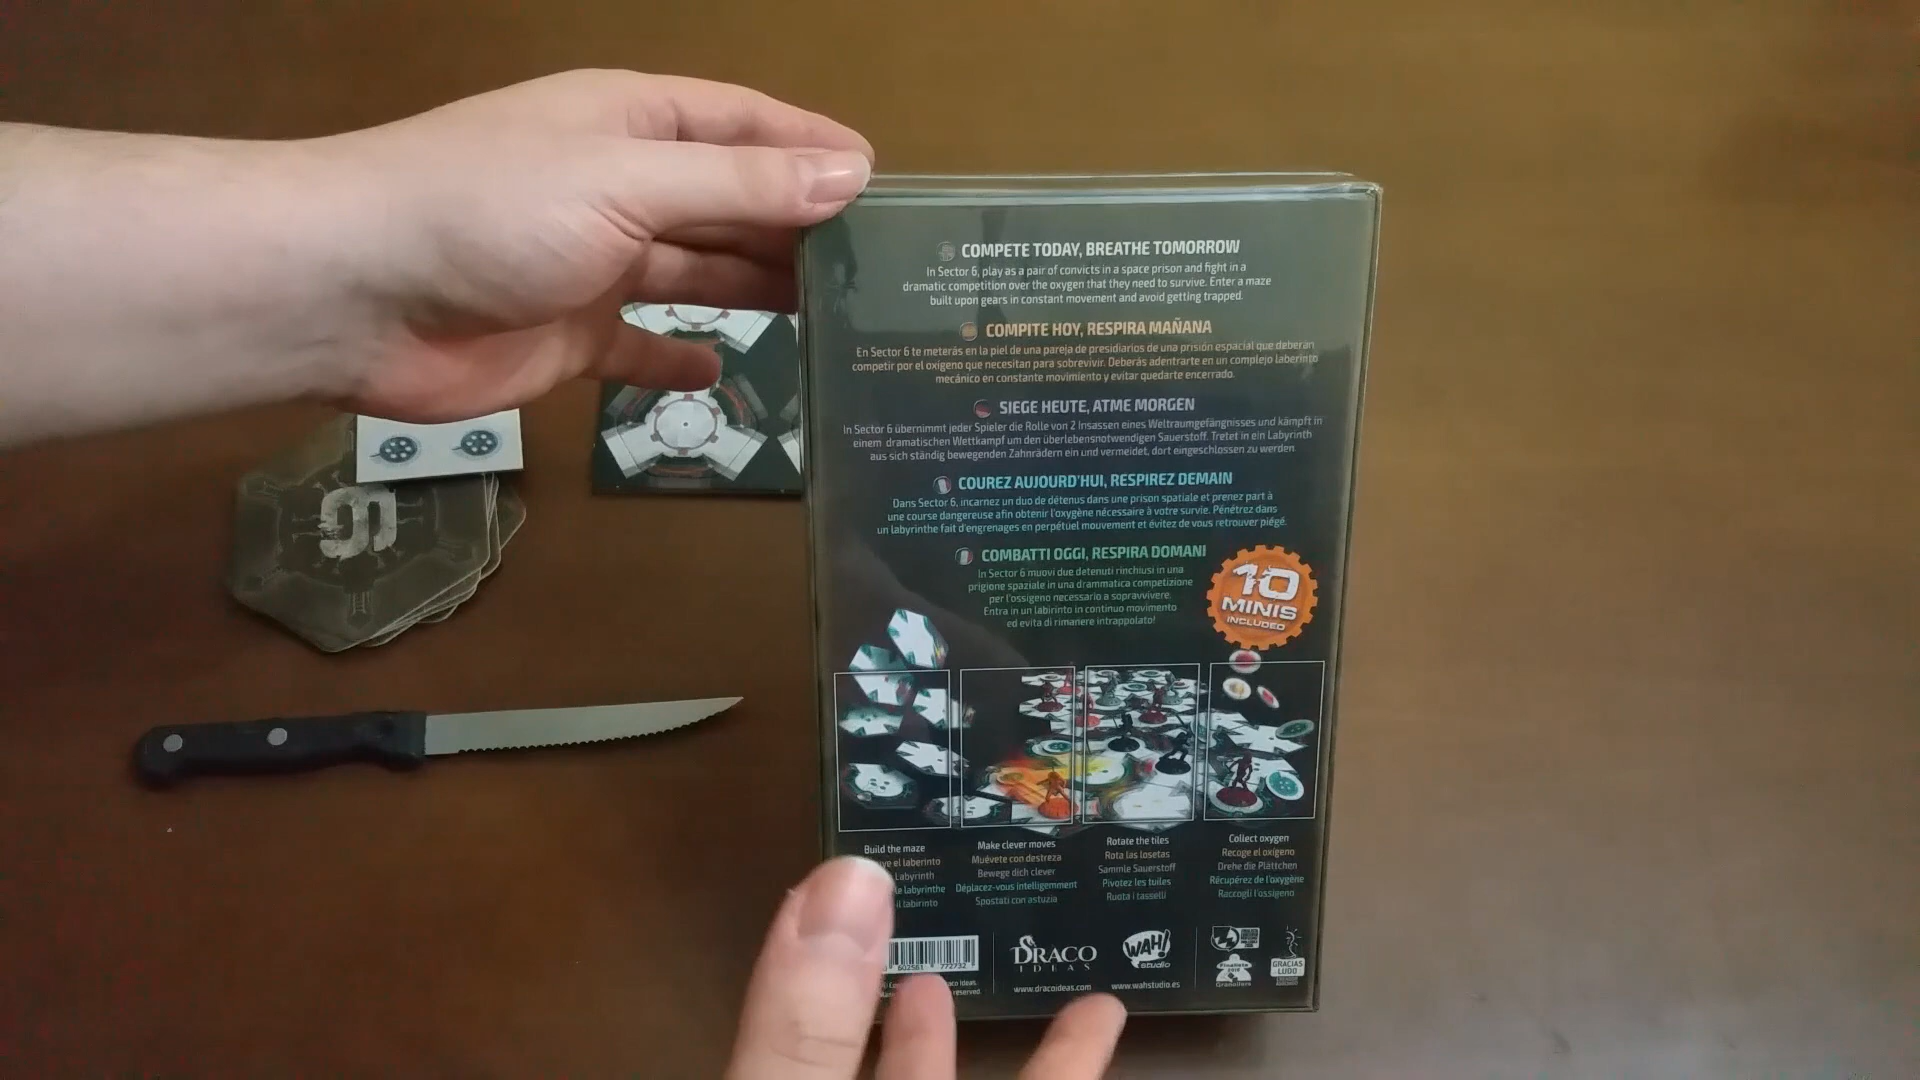 COMPETE TODAY, BREATHE TOMORROW
In Sector 6, play as a pair of convicts in a space prison and fight in a
dramatic competition over the oxygen that they need to survive. Enter a maze
built upon gears in constant movement and avoid getting trapped.
COMPITE HOY, RESPIRA MAÑANA
En Sector 6 te meterás en la piel de una pareja de presidiarios de una prisión espacial que deberán
competir por el oxígeno que necesitan para sobrevivir. Deberás adentrarte en un complejo laberinto
mecánico en constante movimiento y evitar quedarte encerrado.
SIEGE HEUTE, ATME MORGEN
In Sector 6 übernimmt jeder Spieler die Rolle von 2 Insassen eines Weltraumgefängnisses und kämpft in
einem dramatischen Wettkampf um den überlebensnotwendigen Sauerstoff. Tretet in ein Labyrinth
aus sich ständig bewegenden Zahnrädern ein und vermeidet, dort eingeschlossen zu werden.
COUREZ AUJOURD'HUI, RESPIREZ DEMAIN
Dans Sector 6, incarnez un duo de détenus dans une prison spatiale et prenez part à
une course dangereuse afin obtenir l'oxygène nécessaire à votre survie. Pénétrez dans
un labyrinthe fait d'engrenages en perpétuel mouvement et évitez de vous retrouver piégé.
COMBATTI OGGI, RESPIRA DOMANI
In Sector 6 muovi due detenuti rinchiusi in una
prigione spaziale in una drammatica competizione
per l'ossigeno necessario a sopravvivere.
Entra in un labirinto in continuo movimento
ed evita di rimanere intrappolato!
10
MINIS
INCLUDED
Build the maze
el laberinto
Labyrinth
le labyrinthe
il labirinto
Make clever moves
Muévete con destreza
Bewege dich clever
Déplacez-vous intelligemment
Spostati con astuzia
Rotate the tiles
Rota las losetas
Sammle Sauerstoff
Pivotez les tuiles
Ruota i tasselli
Collect oxygen
Recoge el oxígeno
Drehe die Plättchen
Récupérez de l'oxygène
Raccogli l'ossigeno
602561 772732
Ideas.
reserved
DRACO
IDEAS
www.dracoideas.com
WAH!
studio
www.wahstudio.es
Granollers
GRACIAS
LUDO